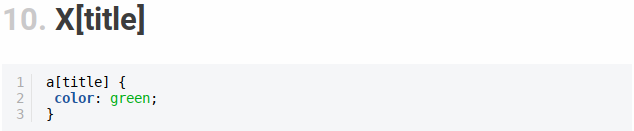 10. X[title]
1 a[title] {
2  color: green;
3 }